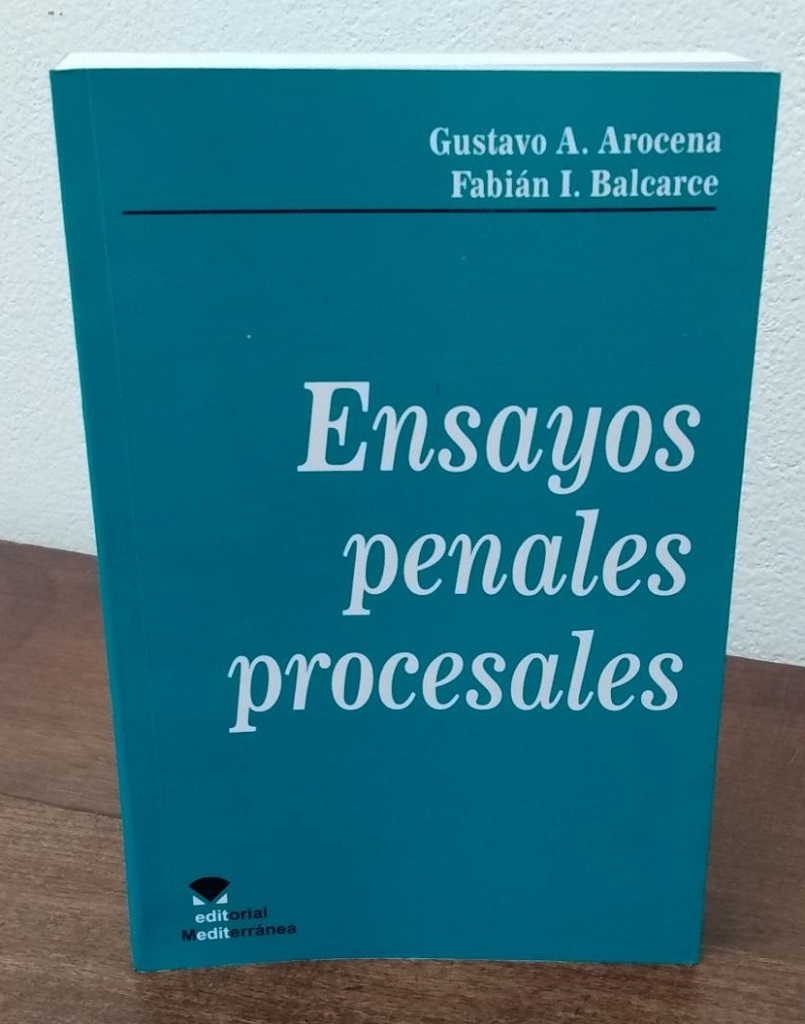 Gustavo A. Arocena
Fabián I. Balcarce
Ensayos
penales
procesales
editorial
Mediterránea